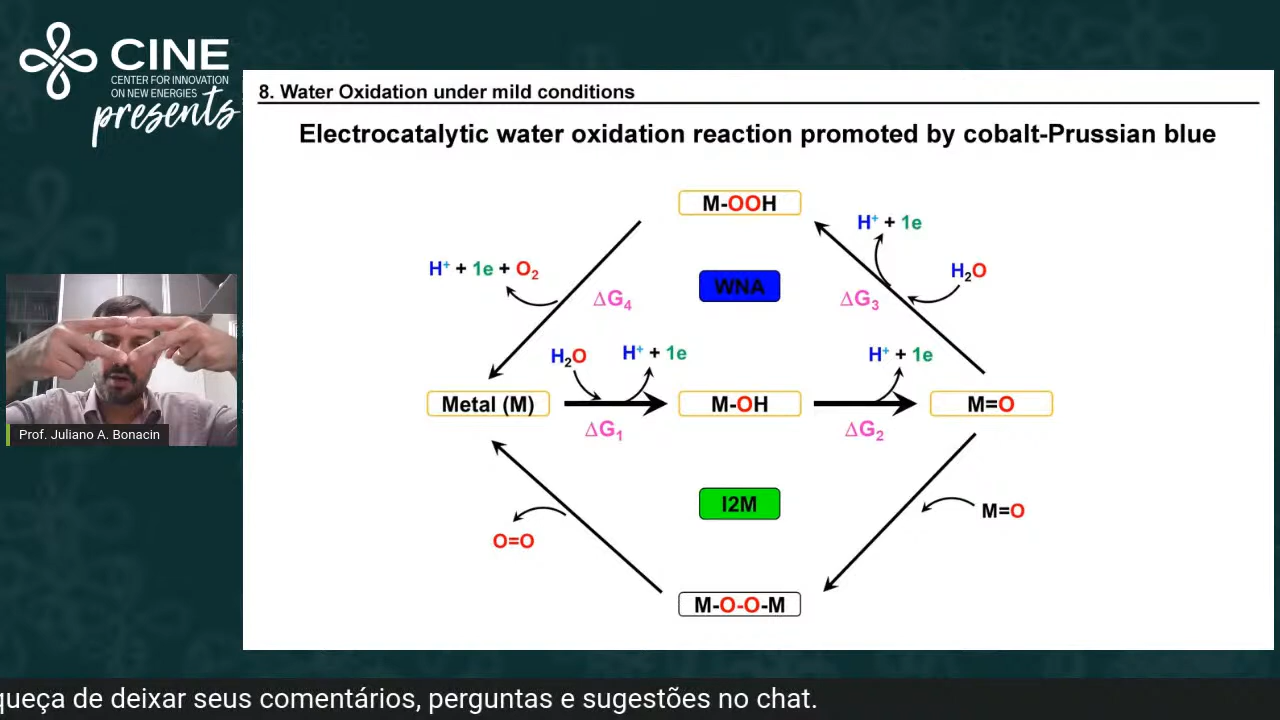 CINE
CENTER FOR INNOVATION
ON NEW ENERGIES
presents
8. Water Oxidation under mild conditions
Electrocatalytic water oxidation reaction promoted by cobalt-Prussian blue
M-OOH
H⁺ + 1e
H⁺ + 1e + O₂
H₂O
WNA
ΔG₄
ΔG₃
H₂O
H⁺ + 1e
H⁺ + 1e
Metal (M)
M-OH
M=O
ΔG₁
ΔG₂
I2M
M=O
O=O
M-O-O-M
Prof. Juliano A. Bonacin
queça de deixar seus comentários, perguntas e sugestões no chat.